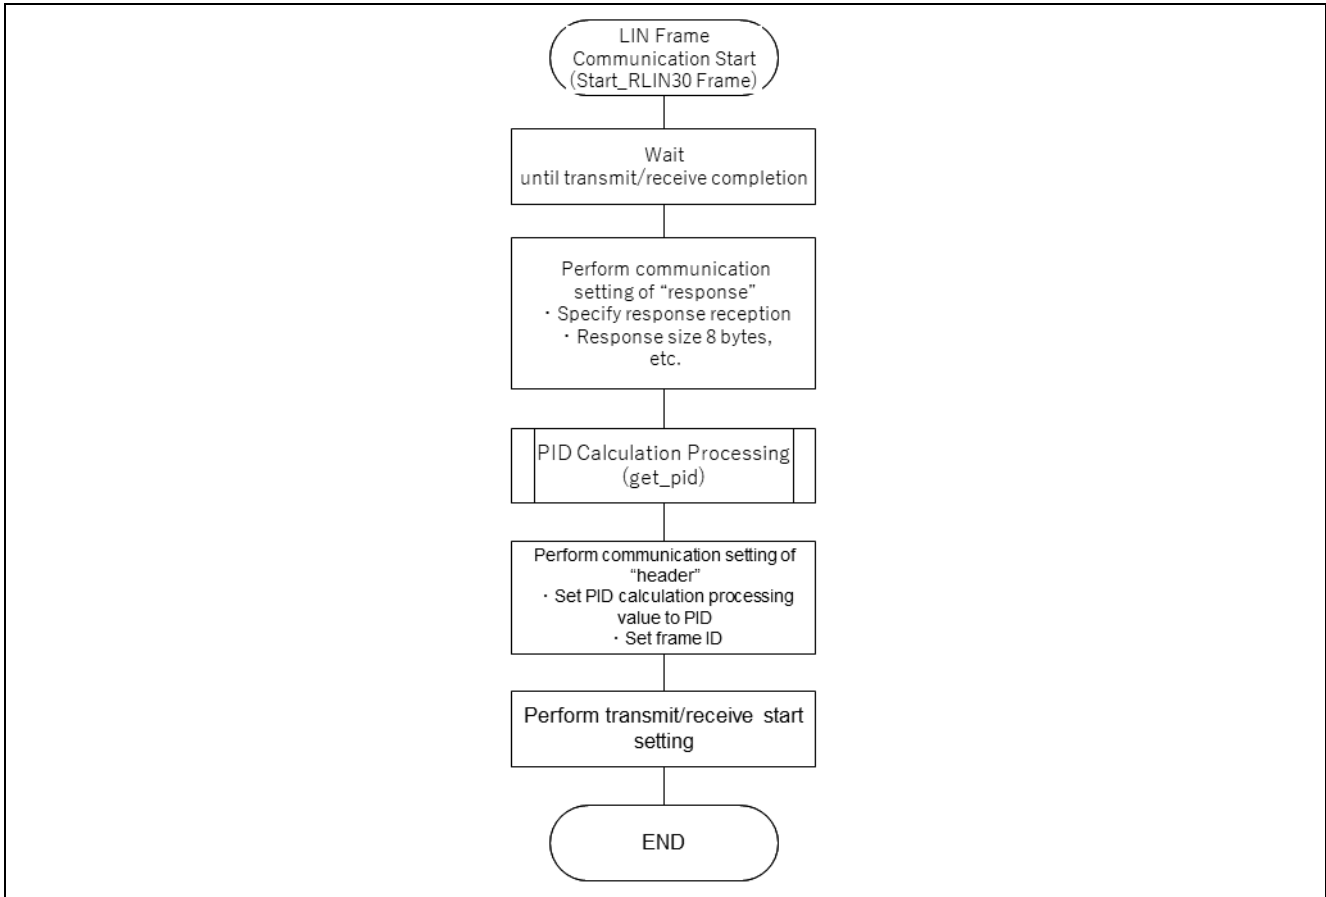 LIN Frame
Communication Start
(Start_RLIN30 Frame)
Wait
until transmit/receive completion
Perform communication
setting of “response”
・Specify response reception
・Response size 8 bytes,
etc.
PID Calculation Processing
(get_pid)
Perform communication setting of
“header”
・Set PID calculation processing
value to PID
・Set frame ID
Perform transmit/receive start
setting
END